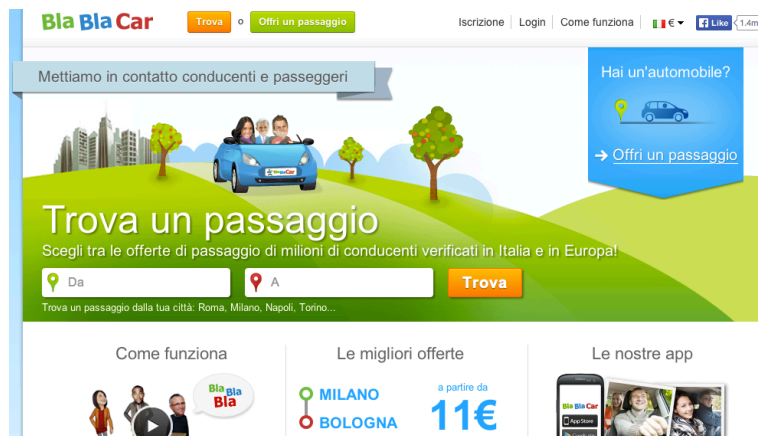 Bla Bla Car
Trova o Offri un passaggio
Iscrizione Login Come funziona € Like 1.4m
Mettiamo in contatto conducenti e passeggeri
Hai un'automobile?
→ Offri un passaggio
BlaBlaCar
Trova un passaggio
Scegli tra le offerte di passaggio di milioni di conducenti verificati in Italia e in Europa!
Da
A
Trova
Trova un passaggio dalla tua città: Roma, Milano, Napoli, Torino...
Come funziona
Bla
Bla
Bla
Le migliori offerte
MILANO
BOLOGNA
a partire da
11€
Le nostre app
Bla Bla Car
App Store